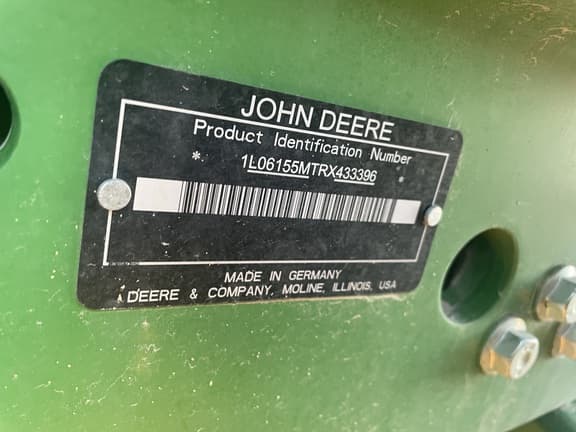 JOHN DEERE
Product Identification Number
* 1L06155MTRX433396 *
MADE IN GERMANY
DEERE & COMPANY, MOLINE, ILLINOIS, USA